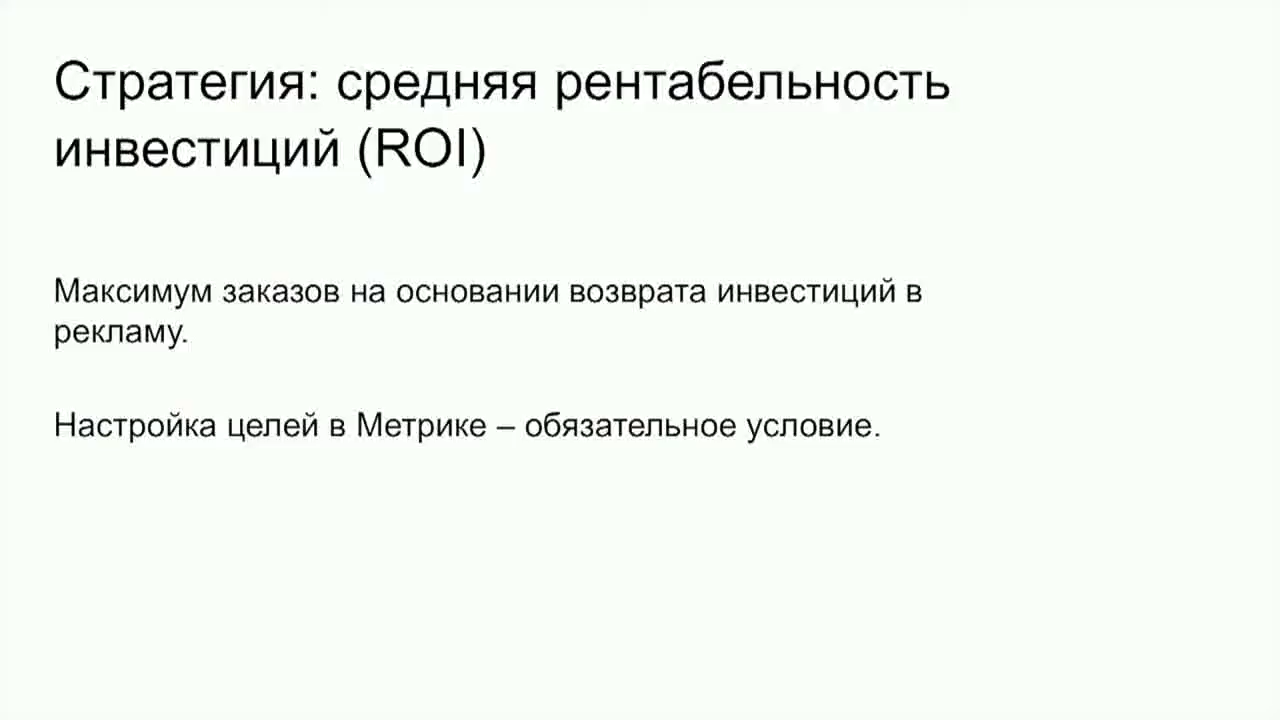 Стратегия: средняя рентабельность
инвестиций (ROI)
Максимум заказов на основании возврата инвестиций в
рекламу.
Настройка целей в Метрике – обязательное условие.